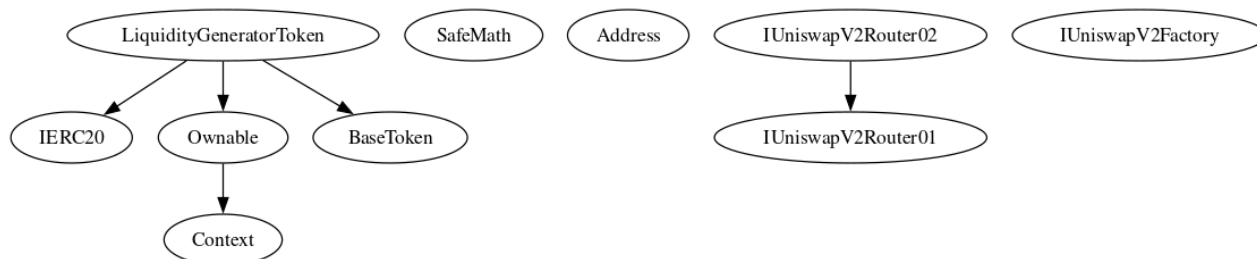 LiquidityGeneratorToken
SafeMath
Address
IUniswapV2Router02
IUniswapV2Factory
IERC20
Ownable
BaseToken
IUniswapV2Router01
Context